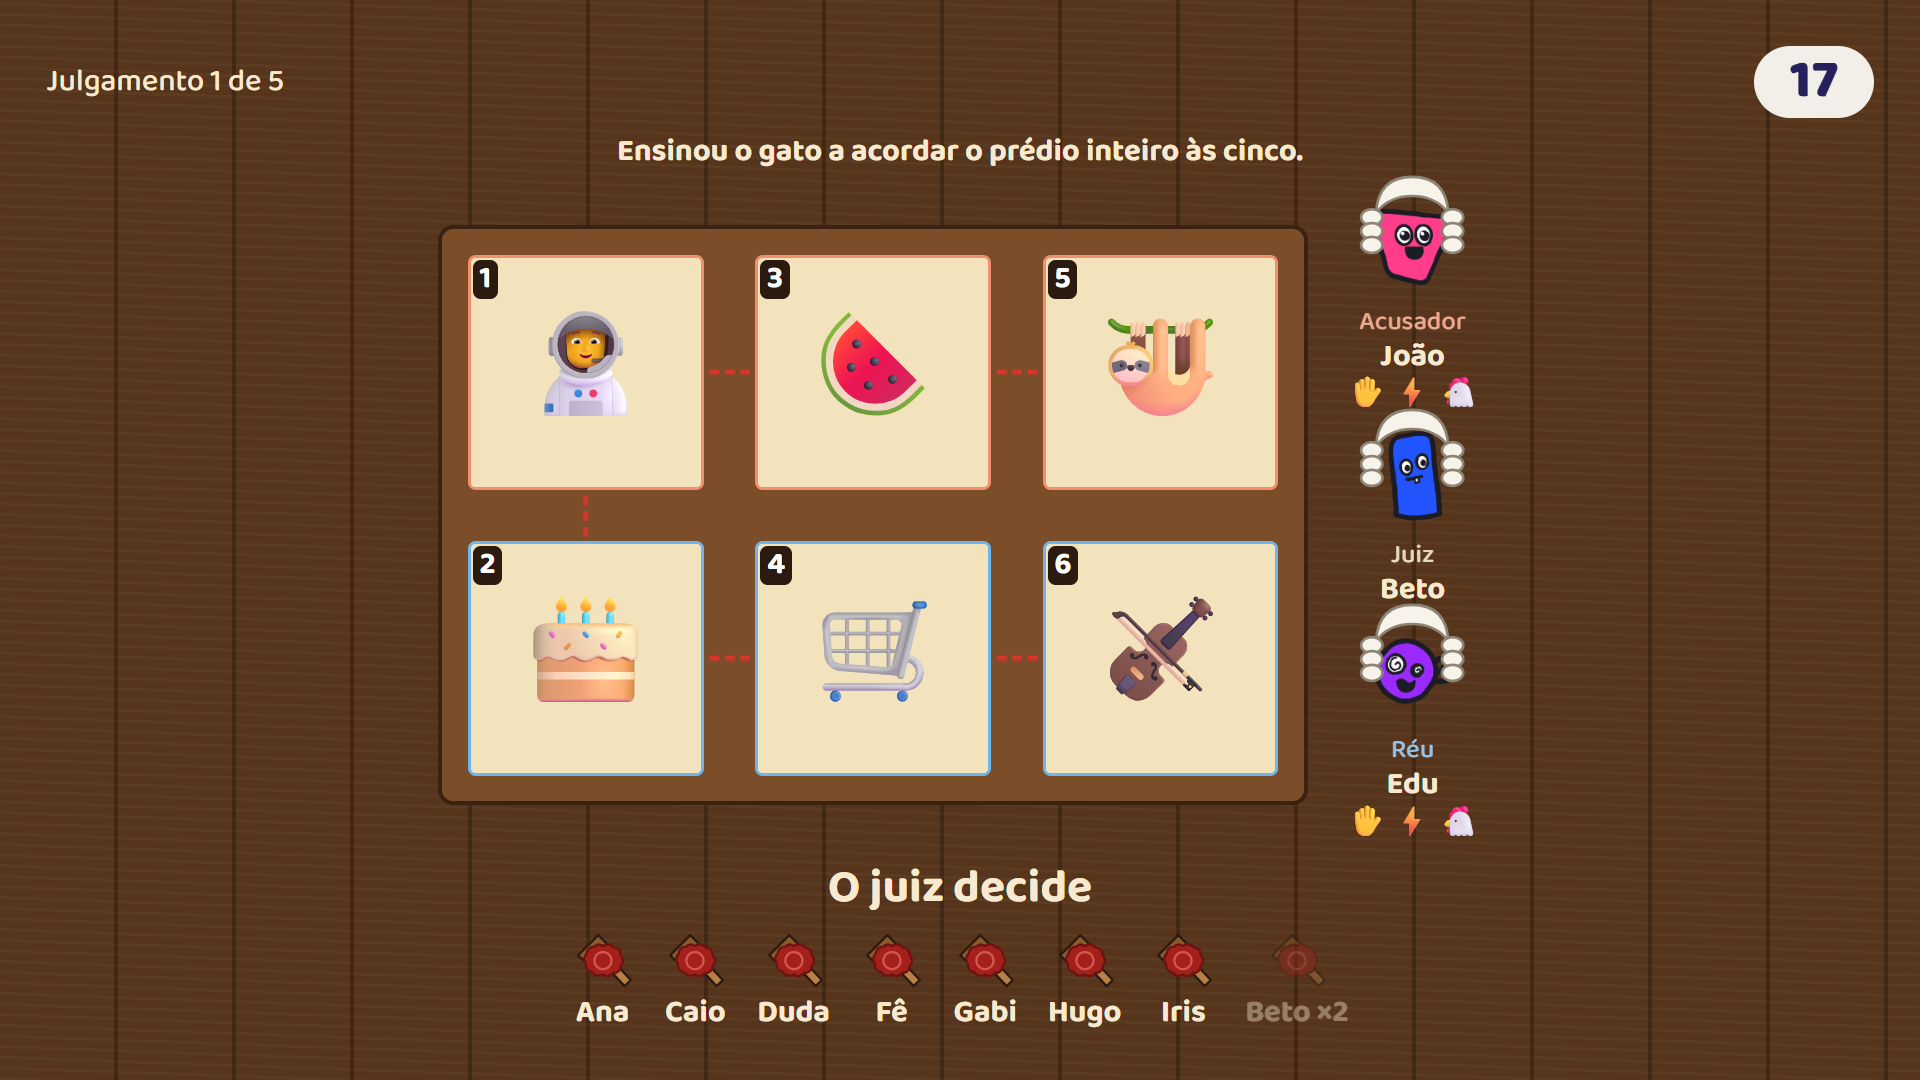 Julgamento 1 de 5
17
Ensinou o gato a acordar o prédio inteiro às cinco.
1
3
5
2
4
6
Acusador
João
Juiz
Beto
Réu
Edu
O juiz decide
Ana
Caio
Duda
Fê
Gabi
Hugo
Iris
Beto ×2